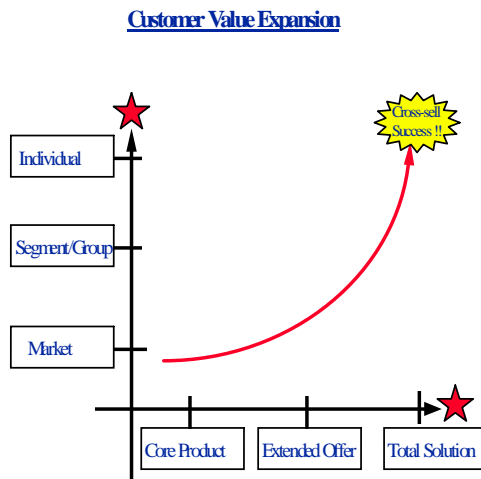 Customer Value Expansion
Cross-sell
Success !!
Individual
Segment/Group
Market
Core Product
Extended Offer
Total Solution